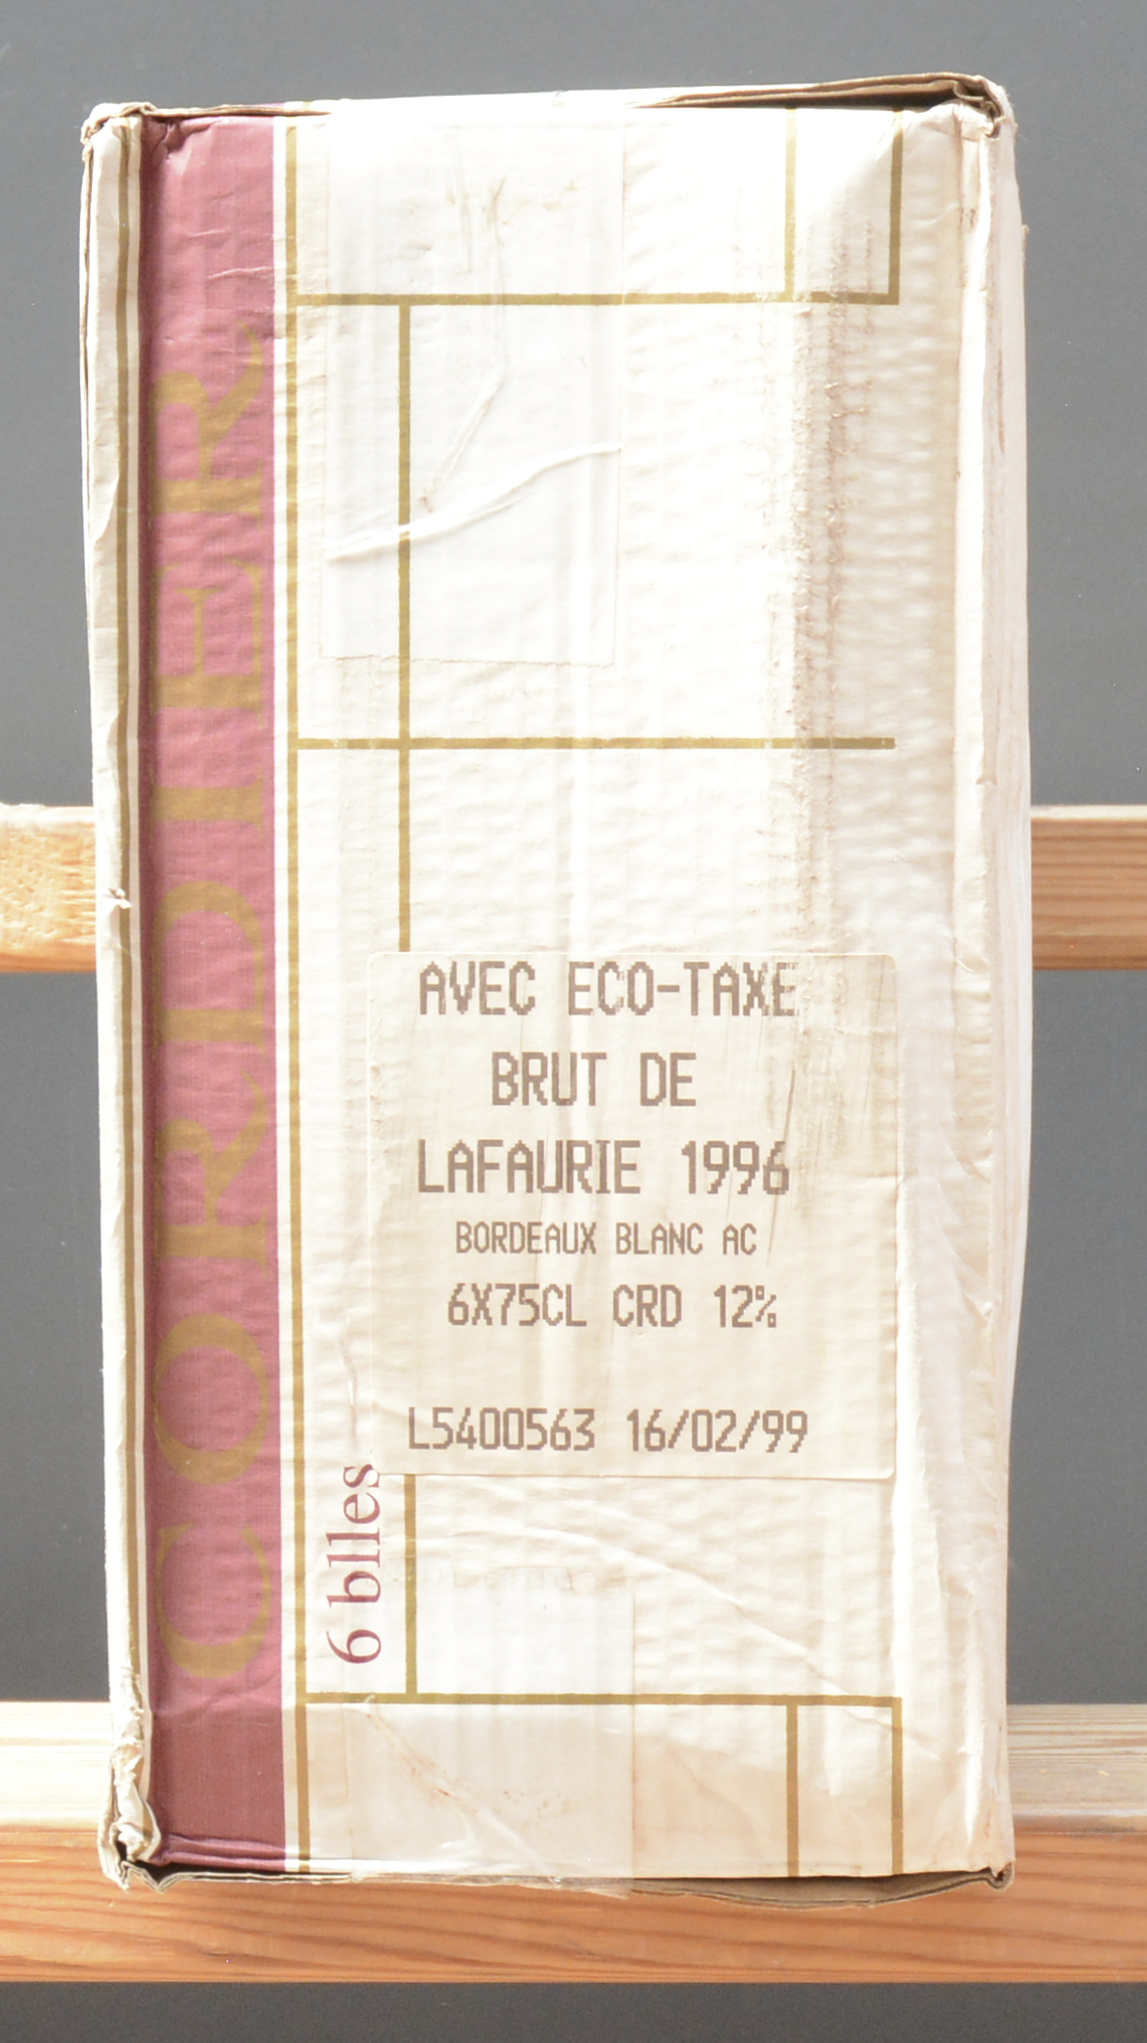 CORDIER
AVEC ECO-TAXE
BRUT DE
LAFAURIE 1996
BORDEAUX BLANC AC
6X75CL CRD 12%
L5400563 16/02/99
6 blles